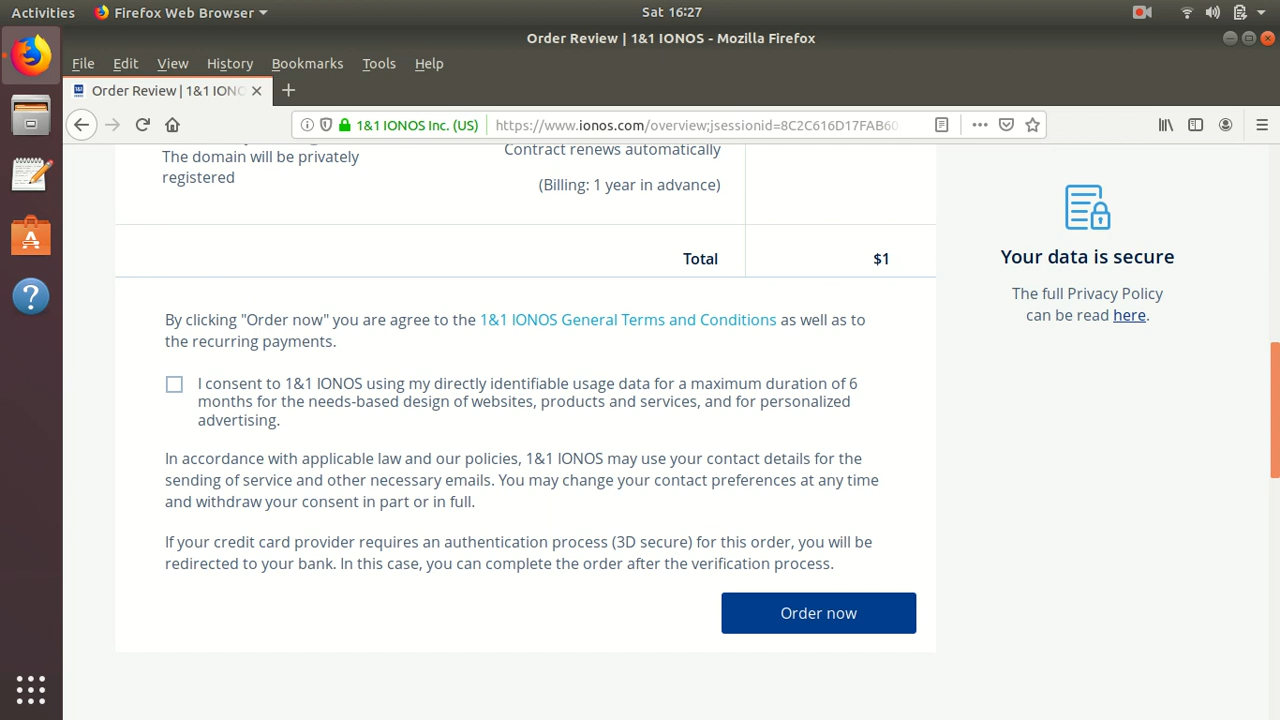 Activities
Firefox Web Browser
Sat 16:27
Order Review | 1&1 IONOS - Mozilla Firefox
File Edit View History Bookmarks Tools Help
Order Review | 1&1 IONO
1&1 IONOS Inc. (US)
https://www.ionos.com/overview;jsessionid=8C2C616D17FAB60
The domain will be privately
registered
Contract renews automatically
(Billing: 1 year in advance)
Total
$1
By clicking "Order now" you are agree to the 1&1 IONOS General Terms and Conditions as well as to
the recurring payments.
I consent to 1&1 IONOS using my directly identifiable usage data for a maximum duration of 6
months for the needs-based design of websites, products and services, and for personalized
advertising.
In accordance with applicable law and our policies, 1&1 IONOS may use your contact details for the
sending of service and other necessary emails. You may change your contact preferences at any time
and withdraw your consent in part or in full.
If your credit card provider requires an authentication process (3D secure) for this order, you will be
redirected to your bank. In this case, you can complete the order after the verification process.
Order now
Your data is secure
The full Privacy Policy
can be read here.